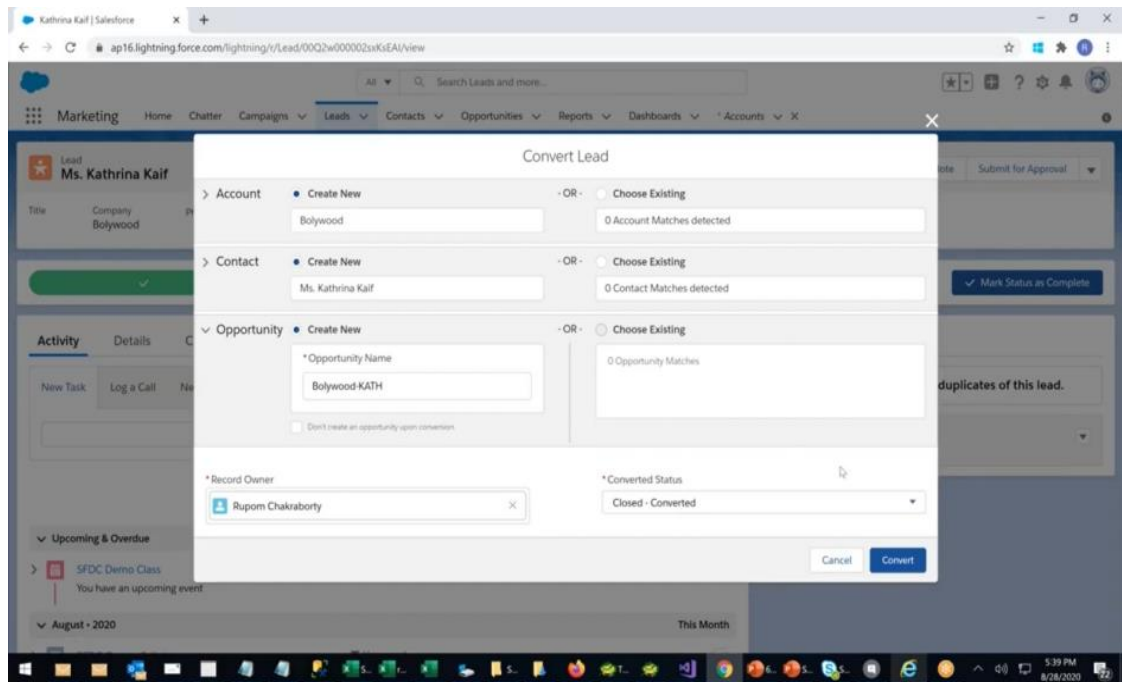 Kathrina Kaif | Salesforce
ap16.lightning.force.com/lightning/r/Lead/00Q2w000002sxKsEAI/view
All Search Leads and more...
Marketing Home Chatter Campaigns Leads Contacts Opportunities Reports Dashboards * Accounts
Convert Lead
Lead
Ms. Kathrina Kaif
Submit for Approval
Title Company
Bolywood
Account Create New - OR - Choose Existing
Bolywood 0 Account Matches detected
Contact Create New - OR - Choose Existing
Ms. Kathrina Kaif 0 Contact Matches detected
Mark Status as Complete
Opportunity Create New - OR - Choose Existing
* Opportunity Name 0 Opportunity Matches
Bolywood-KATH
Don't create an opportunity upon conversion
Activity Details
New Task Log a Call
duplicates of this lead.
* Record Owner * Converted Status
Rupom Chakraborty Closed - Converted
Cancel Convert
Upcoming & Overdue
SFDC Demo Class
You have an upcoming event
August • 2020 This Month
5:39 PM
8/28/2020
22